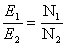 E₁/E₂ = N₁/N₂